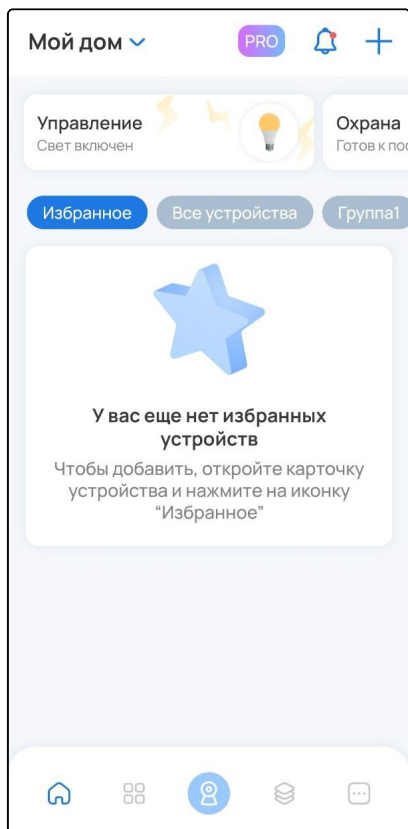 Мой дом
PRO
Управление
Свет включен
Охрана
Готов к
Избранное
Все устройства
Группа1
У вас еще нет избранных
устройств
Чтобы добавить, откройте карточку
устройства и нажмите на иконку
“Избранное”